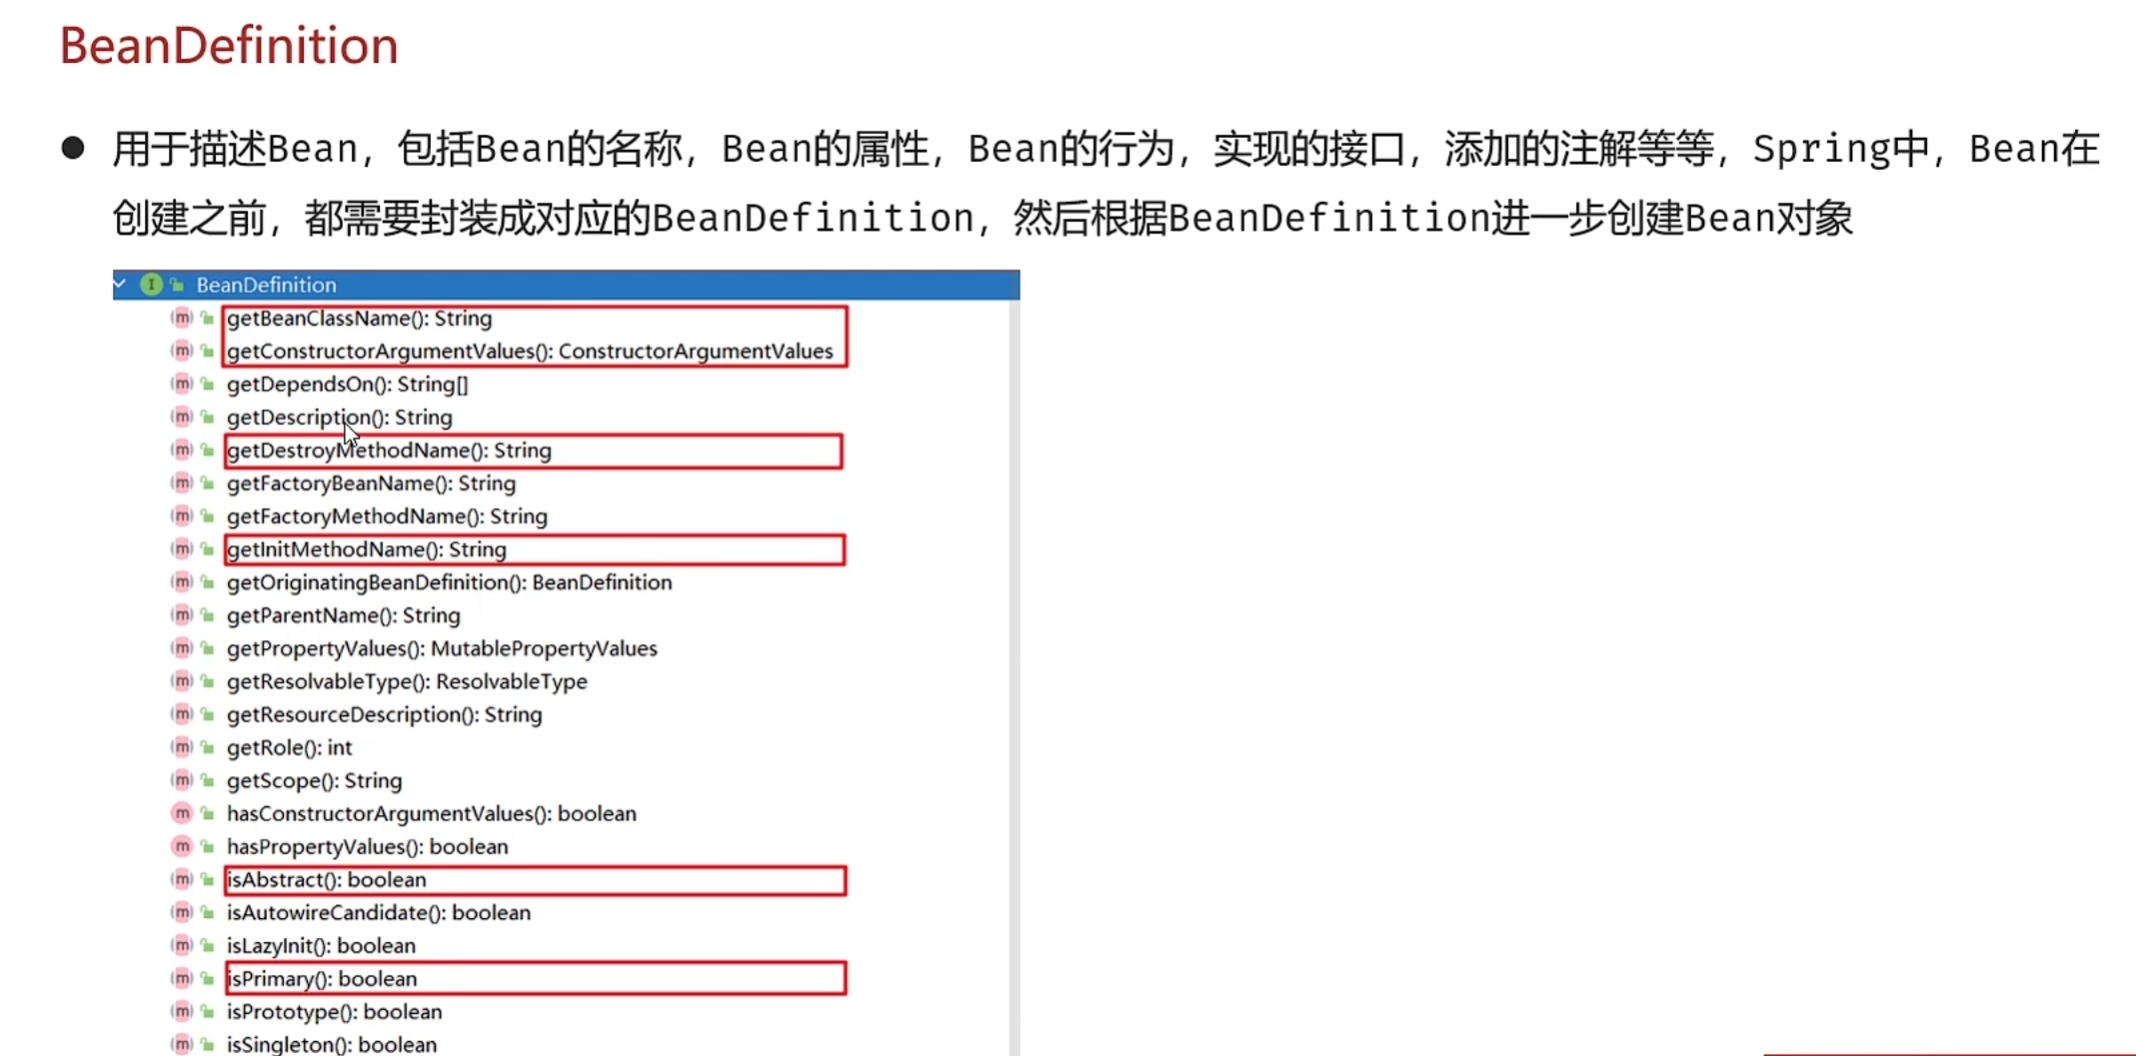 BeanDefinition
● 用于描述Bean，包括Bean的名称，Bean的属性，Bean的行为，实现的接口，添加的注解等等，Spring中，Bean在
创建之前，都需要封装成对应的BeanDefinition，然后根据BeanDefinition进一步创建Bean对象
I BeanDefinition
m getBeanClassName(): String
m getConstructorArgumentValues(): ConstructorArgumentValues
m getDependsOn(): String[]
m getDescription(): String
m getDestroyMethodName(): String
m getFactoryBeanName(): String
m getFactoryMethodName(): String
m getInitMethodName(): String
m getOriginatingBeanDefinition(): BeanDefinition
m getParentName(): String
m getPropertyValues(): MutablePropertyValues
m getResolvableType(): ResolvableType
m getResourceDescription(): String
m getRole(): int
m getScope(): String
m hasConstructorArgumentValues(): boolean
m hasPropertyValues(): boolean
m isAbstract(): boolean
m isAutowireCandidate(): boolean
m isLazyInit(): boolean
m isPrimary(): boolean
m isPrototype(): boolean
m isSingleton(): boolean